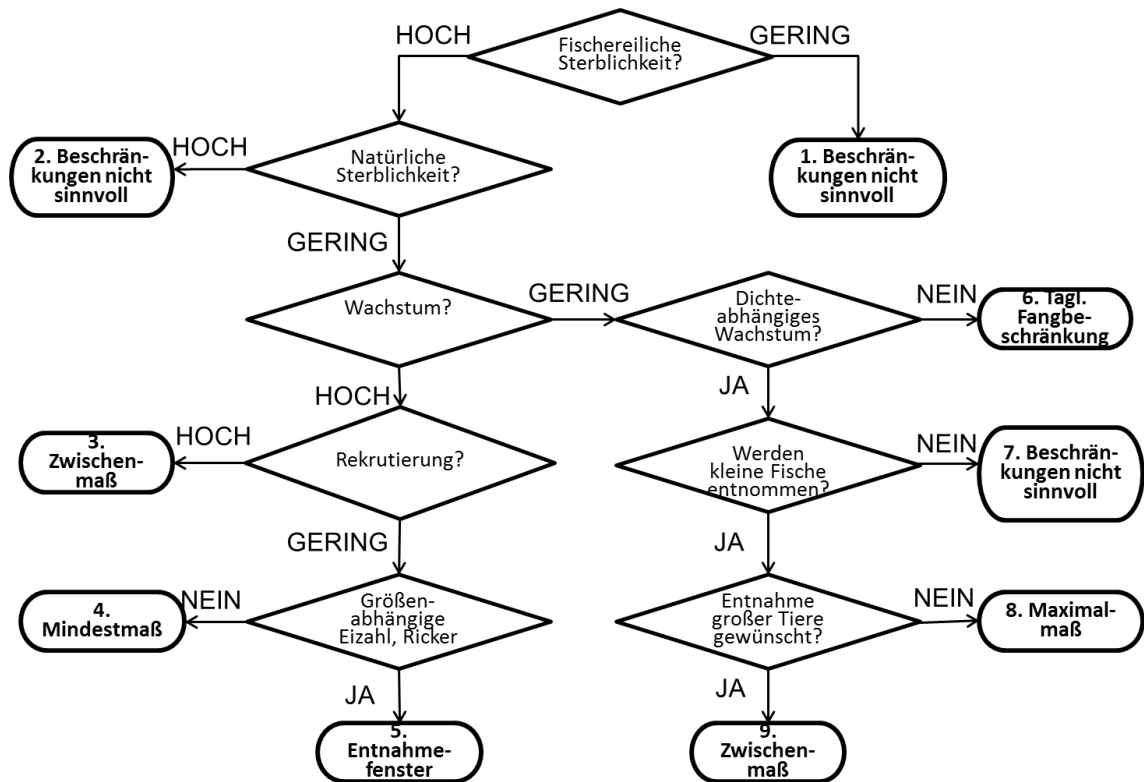 HOCH
Fischereiliche
Sterblichkeit?
GERING
2. Beschrän-
kungen nicht
sinnvoll
HOCH
Natürliche
Sterblichkeit?
1. Beschrän-
kungen nicht
sinnvoll
GERING
Wachstum?
GERING
Dichte-
abhängiges
Wachstum?
NEIN
6. Tagl.
Fangbe-
schränkung
HOCH
JA
3.
Zwischen-
maß
HOCH
Rekrutierung?
Werden
kleine Fische
entnommen?
NEIN
7. Beschrän-
kungen nicht
sinnvoll
GERING
JA
4.
Mindestmaß
NEIN
Größen-
abhängige
Eizahl, Ricker
Entnahme
großer Tiere
gewünscht?
NEIN
8. Maximal-
maß
JA
JA
5.
Entnahme-
fenster
9.
Zwischen-
maß